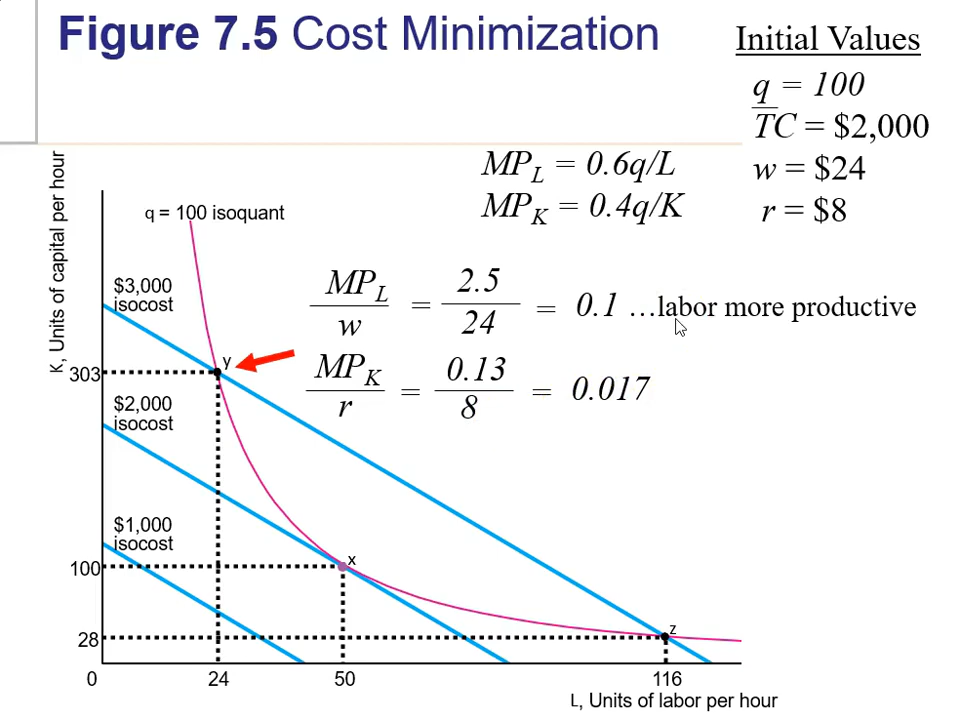 Figure 7.5 Cost Minimization
Initial Values
q = 100
T̅C = $2,000
w = $24
r = $8
MP_L = 0.6q/L
MP_K = 0.4q/K
K, Units of capital per hour
q = 100 isoquant
$3,000
isocost
MP_L / w = 2.5 / 24 = 0.1 …labor more productive
MP_K / r = 0.13 / 8 = 0.017
y
303
$2,000
isocost
$1,000
isocost
x
100
z
28
0 24 50 116
L, Units of labor per hour